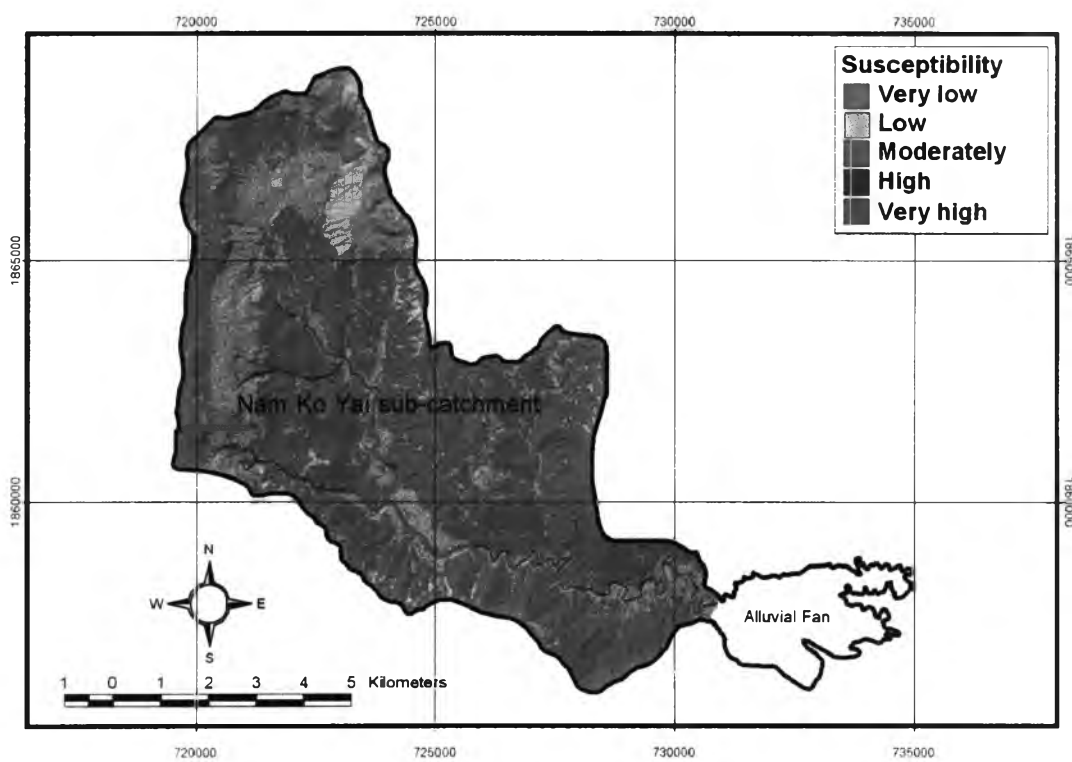 720000 725000 730000 735000
Susceptibility
Very low
Low
Moderately
High
Very high
1865000 1865000
Nam Ko Yai sub-catchment
1860000 1860000
N
W E
S
Alluvial Fan
1 0 1 2 3 4 5 Kilometers
720000 725000 730000 735000